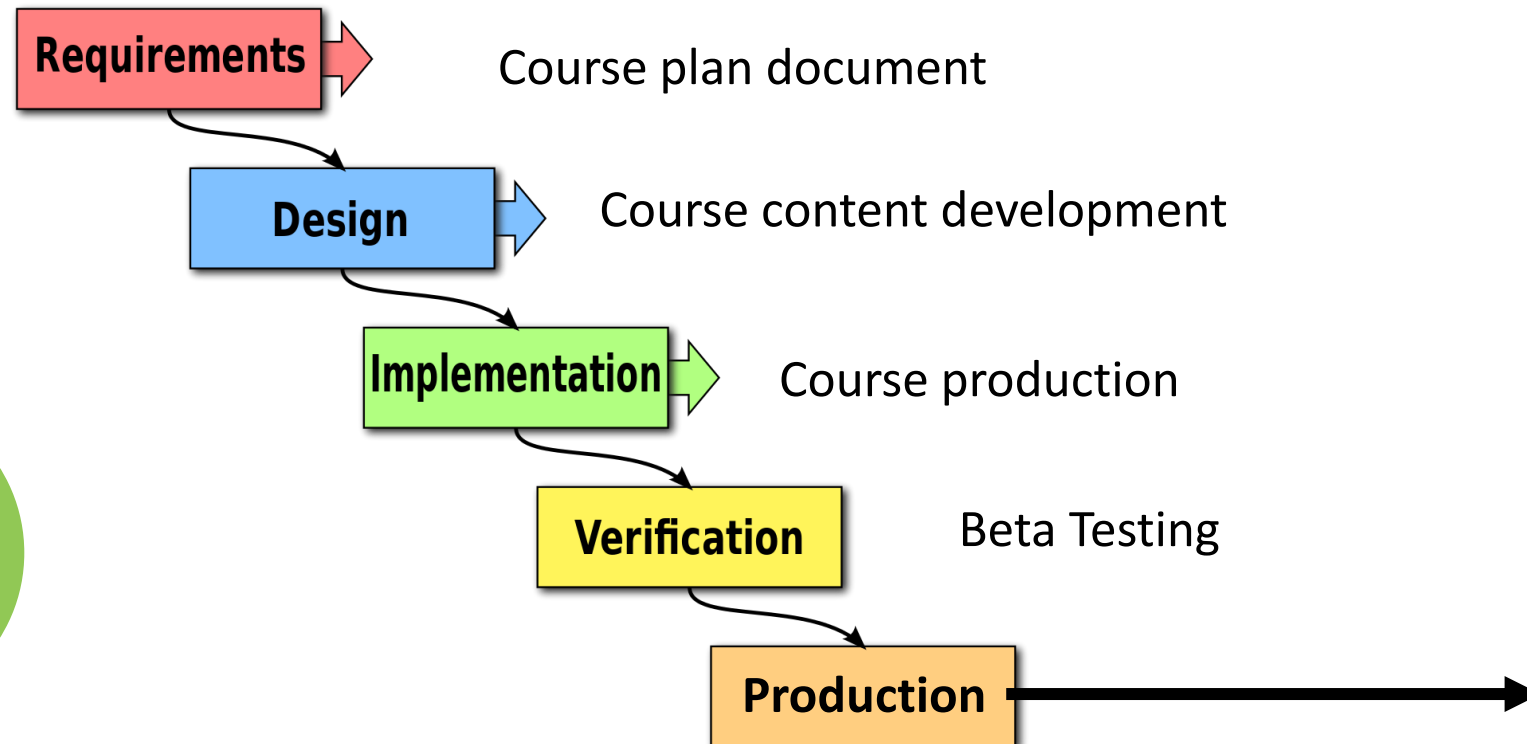 Requirements
Course plan document
Design
Course content development
Implementation
Course production
Verification
Beta Testing
Production